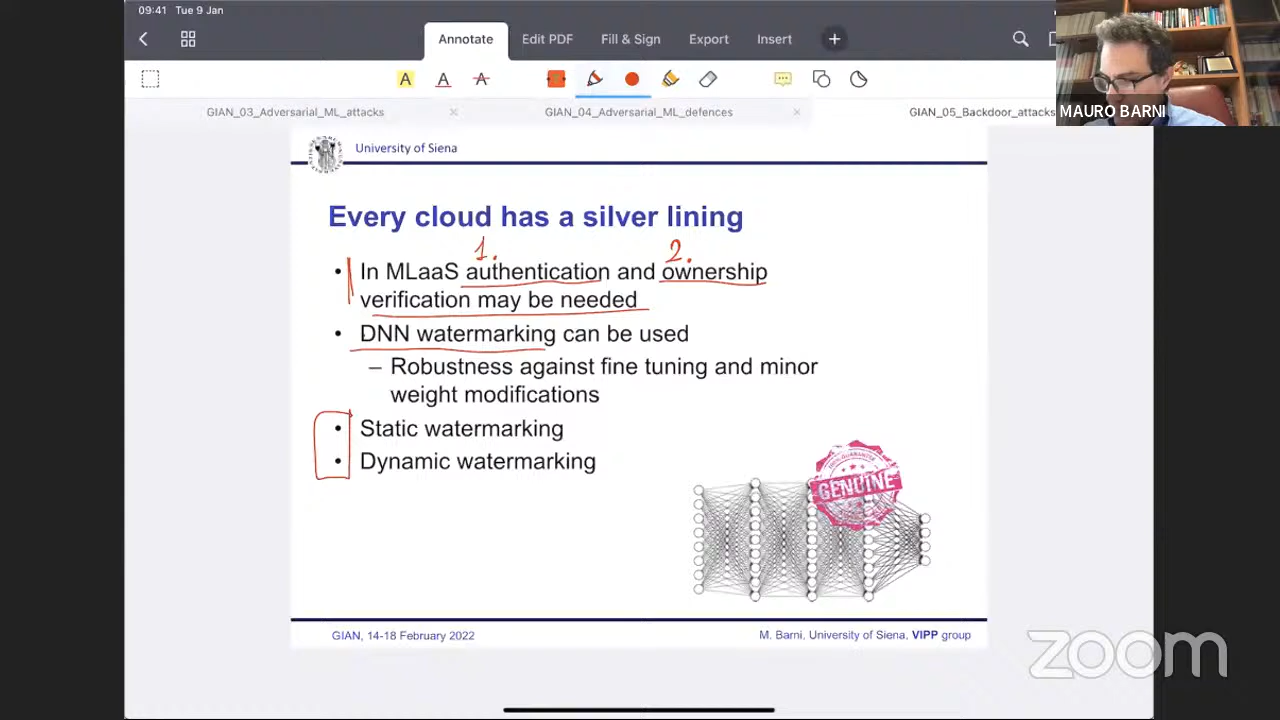 09:41 Tue 9 Jan
Annotate Edit PDF Fill & Sign Export Insert
A A A
GIAN_03_Adversarial_ML_attacks GIAN_04_Adversarial_ML_defences GIAN_05_Backdoor_attacks
MAURO BARNI
University of Siena
Every cloud has a silver lining
1. 2.
• In MLaaS authentication and ownership
verification may be needed
• DNN watermarking can be used
– Robustness against fine tuning and minor
weight modifications
• Static watermarking
• Dynamic watermarking
GENUINE
GIAN, 14-18 February 2022 M. Barni, University of Siena, VIPP group
zoom